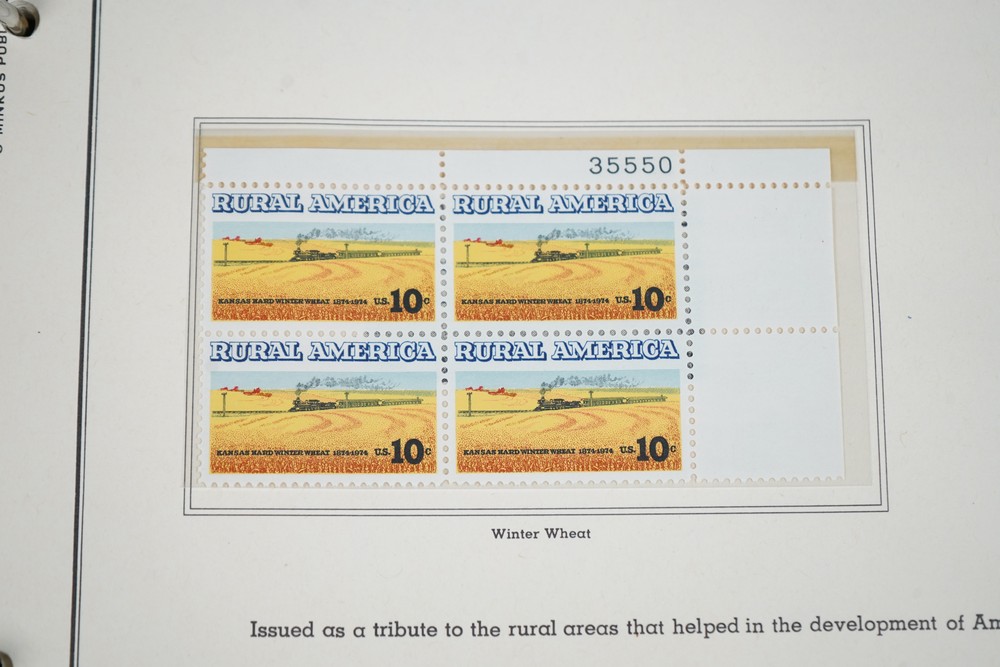 MINKUS PUBL
35550
RURAL AMERICA RURAL AMERICA
KANSAS HARD WINTER WHEAT 1874-1974 U.S. 10c KANSAS HARD WINTER WHEAT 1874-1974 U.S. 10c
RURAL AMERICA RURAL AMERICA
KANSAS HARD WINTER WHEAT 1874-1974 U.S. 10c KANSAS HARD WINTER WHEAT 1874-1974 U.S. 10c
Winter Wheat
Issued as a tribute to the rural areas that helped in the development of Am